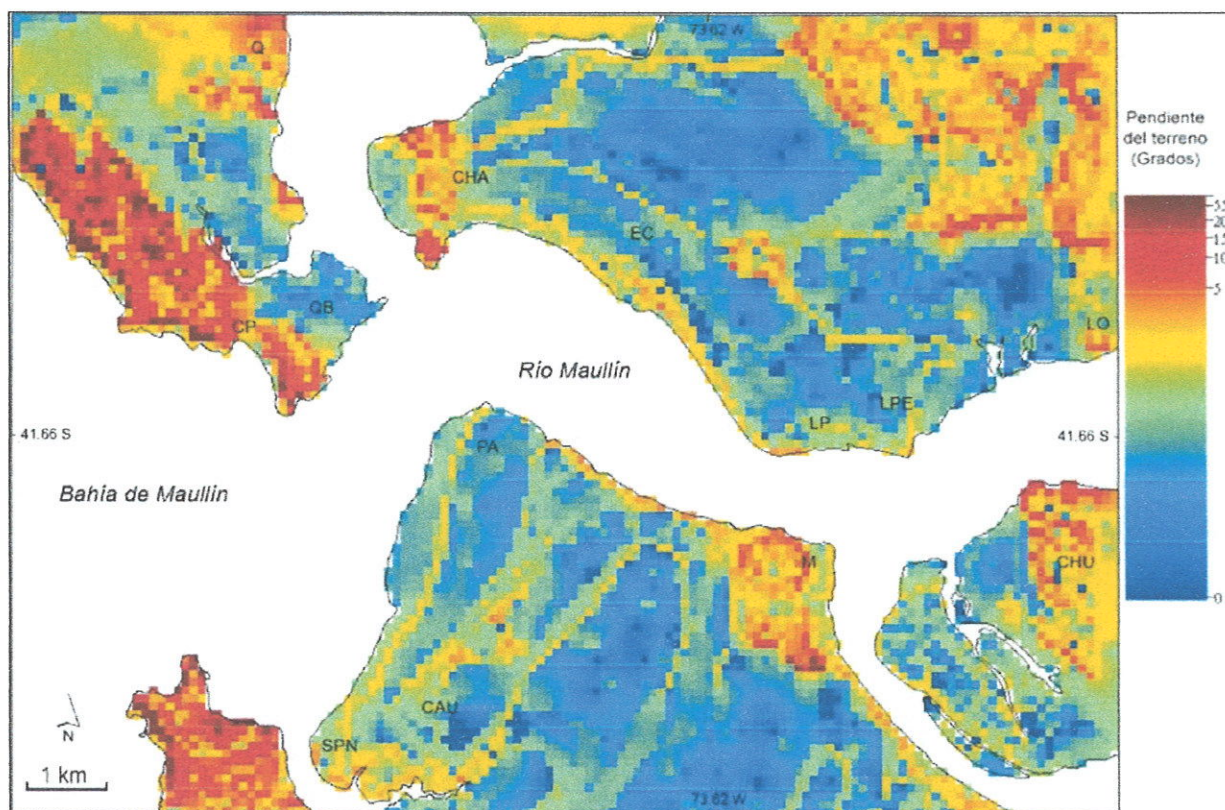 73.62 W
Q
CHA
EC
QB
CP
LO
Río Maullín
LPE
LP
41.66 S
41.66 S
PA
Bahía de Maullín
M
CHU
CAU
SPN
N
1 km
73.62 W
Pendiente
del terreno
(Grados)
55
20
15
10
5
0